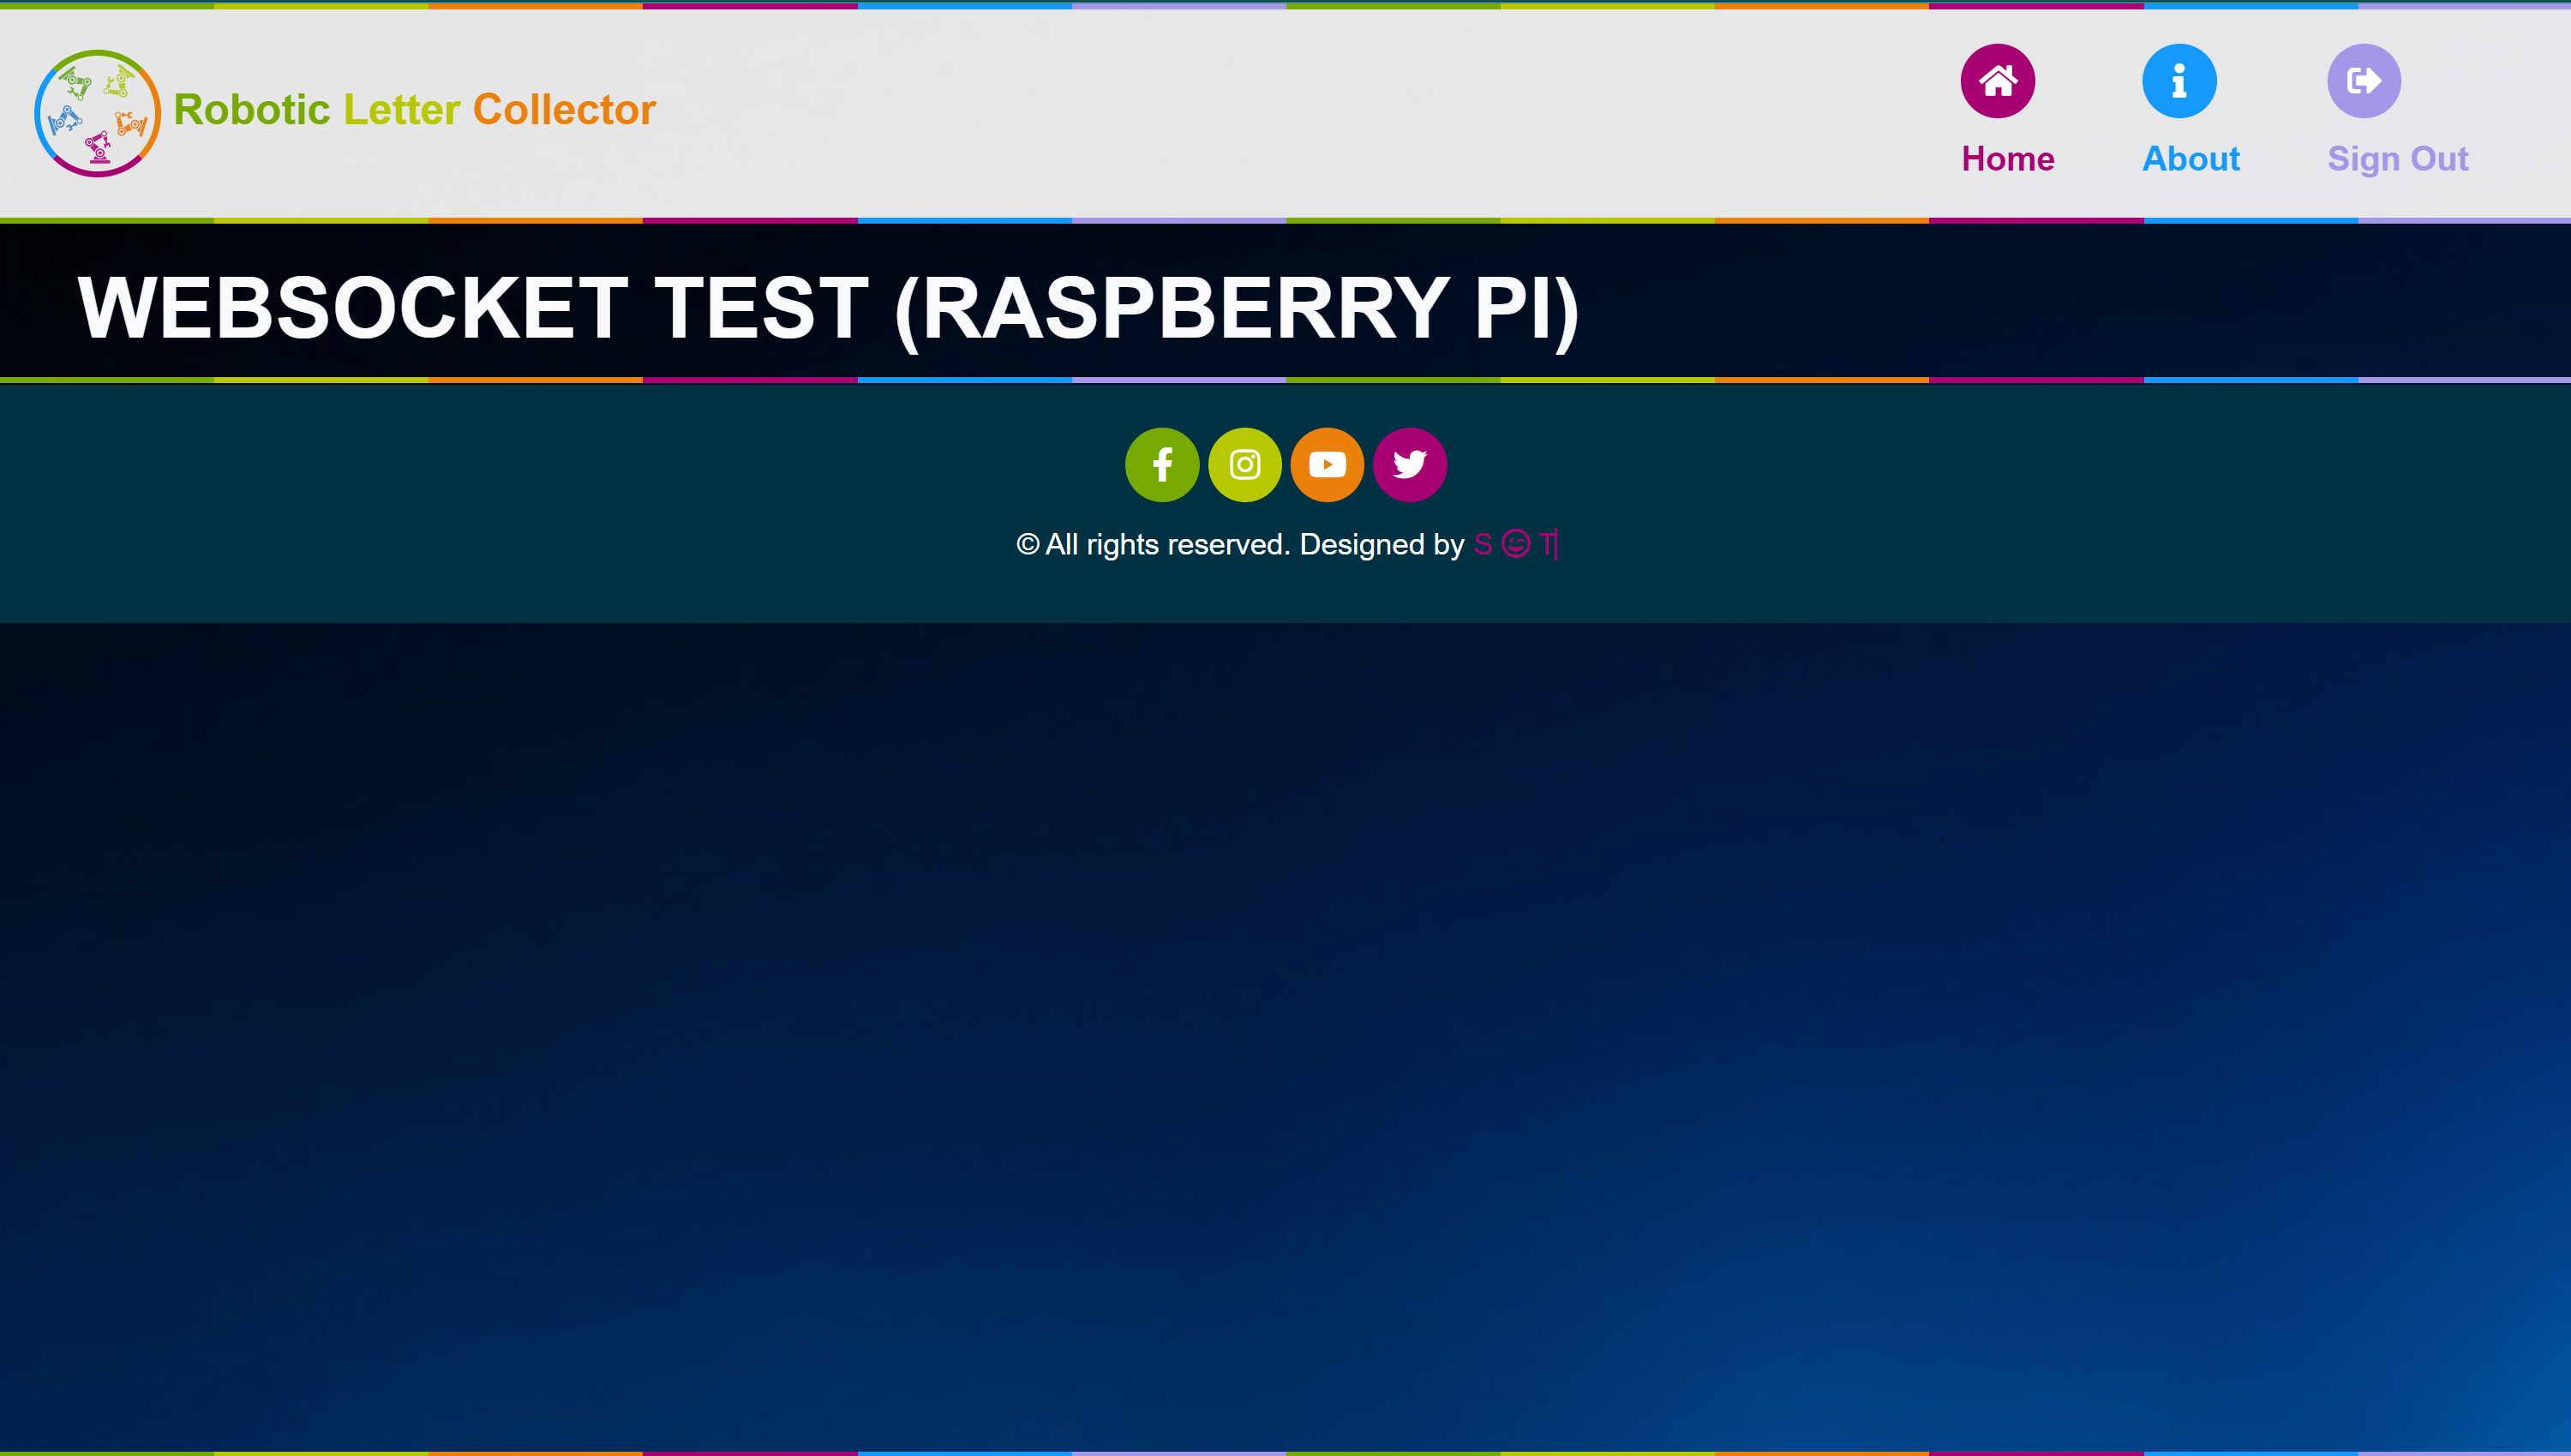 Robotic Letter Collector
Home
About
Sign Out
WEBSOCKET TEST (RASPBERRY PI)
© All rights reserved. Designed by S😄T